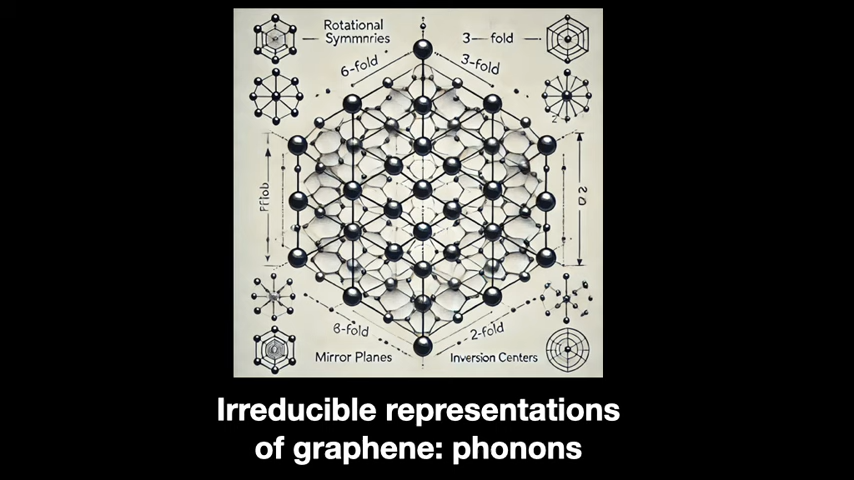 Rotational
Symmnries
3 — fold
6-fold
3-fold
8-fold
2-fold
Mirror Planes
Inversion Centers
Irreducible representations
of graphene: phonons